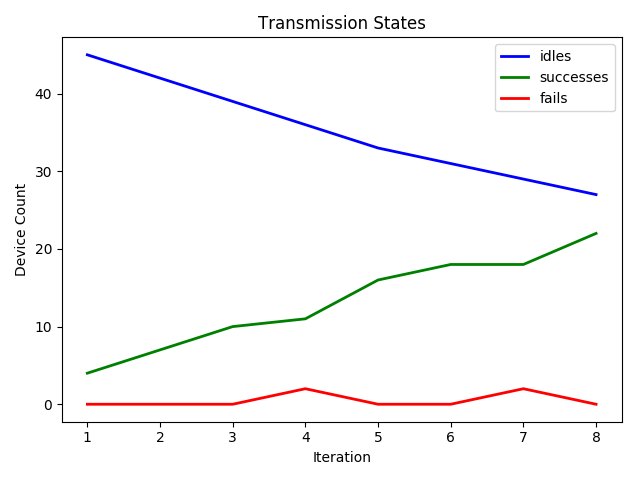 Transmission States
idles
successes
fails
Device Count
40
30
20
10
0
1 2 3 4 5 6 7 8
Iteration